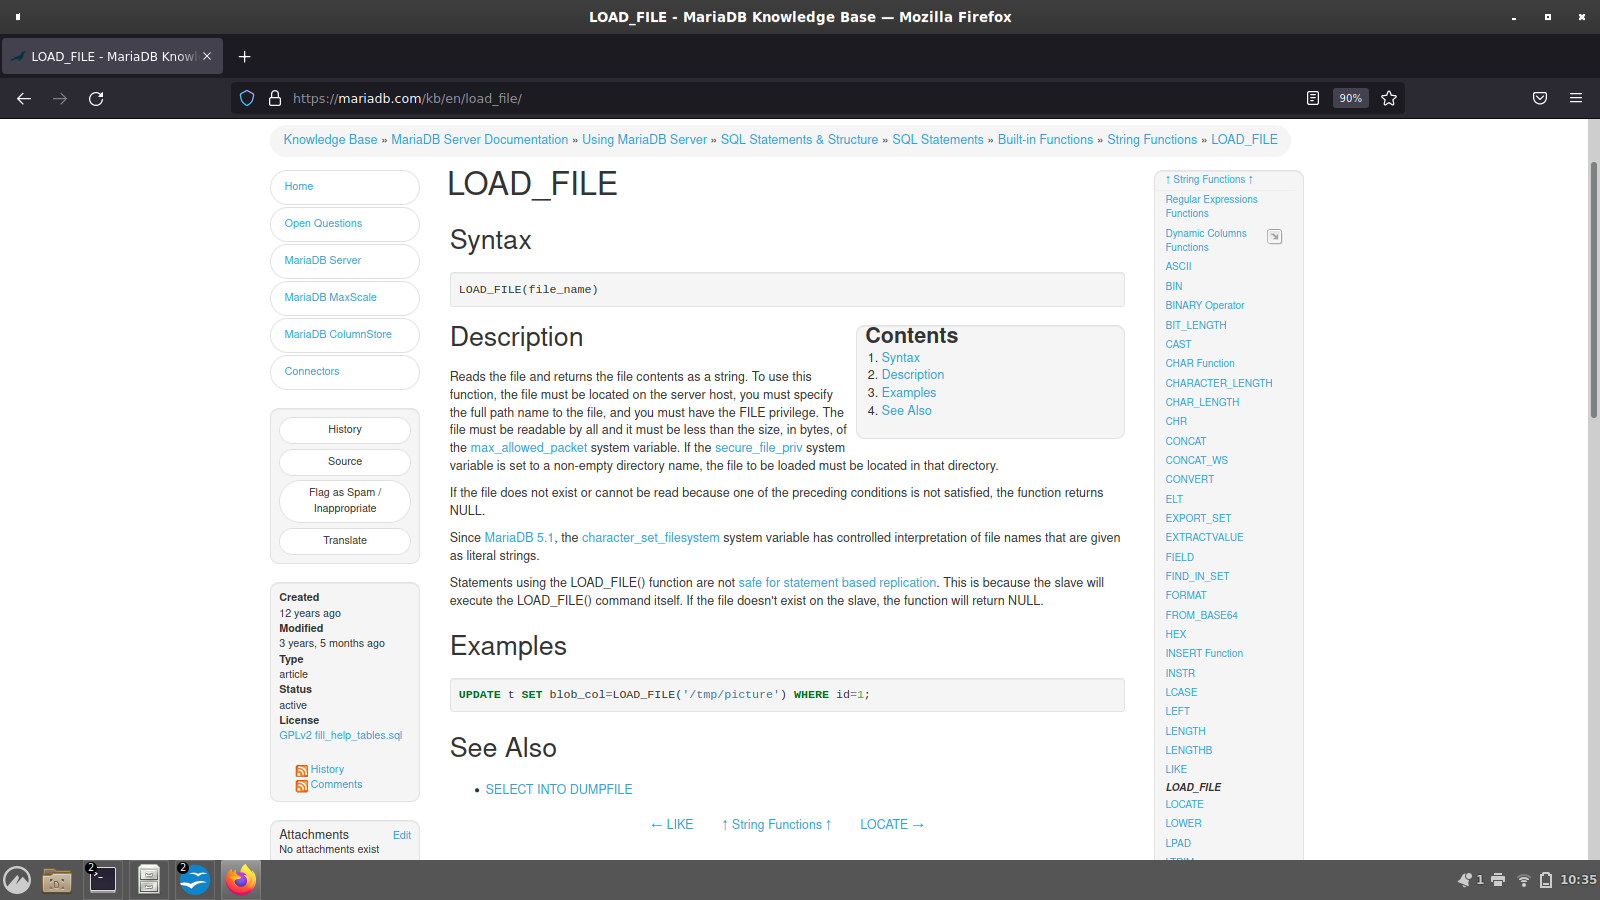 LOAD_FILE - MariaDB Knowledge Base — Mozilla Firefox
LOAD_FILE - MariaDB Knowl
https://mariadb.com/kb/en/load_file/
90%
Knowledge Base » MariaDB Server Documentation » Using MariaDB Server » SQL Statements & Structure » SQL Statements » Built-in Functions » String Functions » LOAD_FILE
Home
Open Questions
MariaDB Server
MariaDB MaxScale
MariaDB ColumnStore
Connectors
History
Source
Flag as Spam /
Inappropriate
Translate
Created
12 years ago
Modified
3 years, 5 months ago
Type
article
Status
active
License
GPLv2 fill_help_tables.sql
History
Comments
Attachments Edit
No attachments exist
LOAD_FILE
Syntax
LOAD_FILE(file_name)
Description
Contents
1. Syntax
2. Description
3. Examples
4. See Also
Reads the file and returns the file contents as a string. To use this
function, the file must be located on the server host, you must specify
the full path name to the file, and you must have the FILE privilege. The
file must be readable by all and it must be less than the size, in bytes, of
the max_allowed_packet system variable. If the secure_file_priv system
variable is set to a non-empty directory name, the file to be loaded must be located in that directory.
If the file does not exist or cannot be read because one of the preceding conditions is not satisfied, the function returns
NULL.
Since MariaDB 5.1, the character_set_filesystem system variable has controlled interpretation of file names that are given
as literal strings.
Statements using the LOAD_FILE() function are not safe for statement based replication. This is because the slave will
execute the LOAD_FILE() command itself. If the file doesn't exist on the slave, the function will return NULL.
Examples
UPDATE t SET blob_col=LOAD_FILE('/tmp/picture') WHERE id=1;
See Also
• SELECT INTO DUMPFILE
← LIKE ↑ String Functions ↑ LOCATE →
↑ String Functions ↑
Regular Expressions
Functions
Dynamic Columns
Functions
ASCII
BIN
BINARY Operator
BIT_LENGTH
CAST
CHAR Function
CHARACTER_LENGTH
CHAR_LENGTH
CHR
CONCAT
CONCAT_WS
CONVERT
ELT
EXPORT_SET
EXTRACTVALUE
FIELD
FIND_IN_SET
FORMAT
FROM_BASE64
HEX
INSERT Function
INSTR
LCASE
LEFT
LENGTH
LENGTHB
LIKE
LOAD_FILE
LOCATE
LOWER
LPAD
2
2
1
10:35